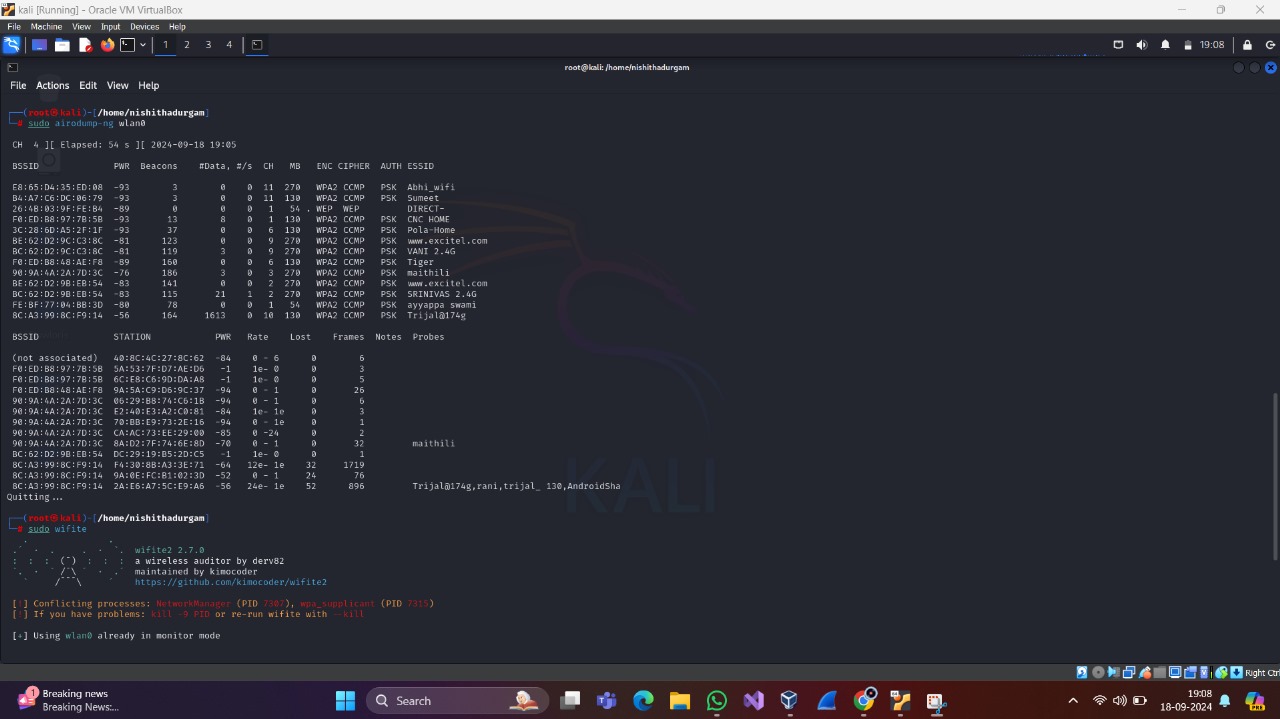 kali [Running] - Oracle VM VirtualBox
File Machine View Input Devices Help
1 2 3 4 19:08
root@kali: /home/nishithadurgam
File Actions Edit View Help
┌──(root㉿kali)-[/home/nishithadurgam]
└─# sudo airodump-ng wlan0
CH 4 ][ Elapsed: 54 s ][ 2024-09-18 19:05
BSSID PWR Beacons #Data, #/s CH MB ENC CIPHER AUTH ESSID
E8:65:D4:35:ED:08 -93 3 0 0 11 270 WPA2 CCMP PSK Abhi_wifi
B4:A7:C6:DC:06:79 -93 3 0 0 11 130 WPA2 CCMP PSK Sumeet
26:4B:03:9F:FE:B4 -89 0 0 0 1 54 . WEP WEP DIRECT-
F0:ED:B8:97:7B:5B -93 13 8 0 1 130 WPA2 CCMP PSK CNC HOME
3C:28:6D:A5:2F:1F -93 37 0 0 6 130 WPA2 CCMP PSK Pola-Home
BE:62:D2:9C:C3:8C -81 123 0 0 9 270 WPA2 CCMP PSK www.excitel.com
BC:62:D2:9C:C3:8C -81 119 3 0 9 270 WPA2 CCMP PSK VANI 2.4G
F0:ED:B8:48:AE:F8 -89 160 0 0 6 130 WPA2 CCMP PSK Tiger
90:9A:4A:2A:7D:3C -76 186 3 0 3 270 WPA2 CCMP PSK maithili
BE:62:D2:9B:EB:54 -83 141 0 0 2 270 WPA2 CCMP PSK www.excitel.com
BC:62:D2:9B:EB:54 -83 115 21 1 2 270 WPA2 CCMP PSK SRINIVAS 2.4G
FE:BF:77:04:BB:3D -80 78 0 0 1 54 WPA2 CCMP PSK ayyappa swami
8C:A3:99:8C:F9:14 -56 164 1613 0 10 130 WPA2 CCMP PSK Trijal@174g
BSSID STATION PWR Rate Lost Frames Notes Probes
(not associated) 40:8C:4C:27:8C:62 -84 0 - 6 0 6
F0:ED:B8:97:7B:5B 5A:53:7F:D7:AE:D6 -1 1e- 0 0 3
F0:ED:B8:97:7B:5B 6C:E8:C6:9D:DA:A8 -1 1e- 0 0 5
F0:ED:B8:48:AE:F8 9A:5A:C9:D6:9C:37 -94 0 - 1 0 26
90:9A:4A:2A:7D:3C 06:29:B8:74:C6:1B -94 0 - 1 0 6
90:9A:4A:2A:7D:3C E2:40:E3:A2:C0:81 -84 1e- 1e 0 3
90:9A:4A:2A:7D:3C 70:BB:E9:73:2E:16 -94 0 - 1e 0 1
90:9A:4A:2A:7D:3C CA:AC:73:EE:29:00 -85 0 -24 0 2
90:9A:4A:2A:7D:3C 8A:D2:7F:74:6E:8D -70 0 - 1 0 32 maithili
BC:62:D2:9B:EB:54 DC:29:19:B5:2D:C5 -1 1e- 0 0 1
8C:A3:99:8C:F9:14 F4:30:8B:A3:3E:71 -64 12e- 1e 32 1719
8C:A3:99:8C:F9:14 9A:0E:FC:B1:02:3D -52 0 - 1 24 76
8C:A3:99:8C:F9:14 2A:E6:A7:5C:E9:A6 -56 24e- 1e 52 896 Trijal@174g,rani,trijal_ 130,AndroidSha
Quitting ...
KALI
┌──(root㉿kali)-[/home/nishithadurgam]
└─# sudo wifite
wifite2 2.7.0
a wireless auditor by derv82
maintained by kimocoder
https://github.com/kimocoder/wifite2
[!] Conflicting processes: NetworkManager (PID 7307), wpa_supplicant (PID 7315)
[!] If you have problems: kill -9 PID or re-run wifite with --kill
[+] Using wlan0 already in monitor mode
Right Ctrl
1 Breaking news
Breaking News:...
Search
19:08
18-09-2024